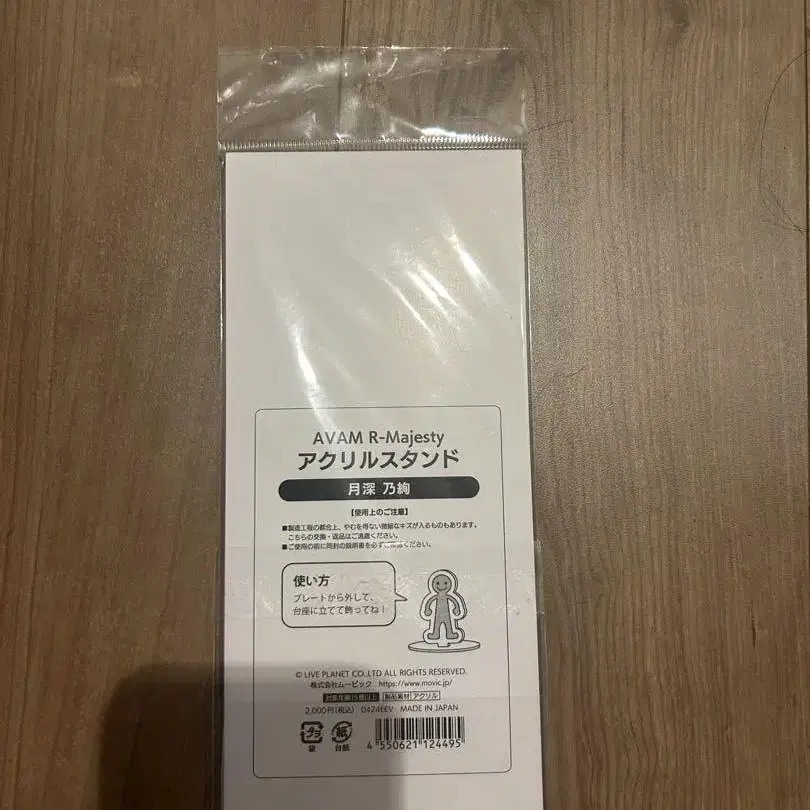 AVAM R-Majesty
アクリルスタンド
月深 乃絢
【使用上のご注意】
■製造工程の都合上、やむを得ない微細なキズが入るものもあります。
こちらの交換・返品はご遠慮ください。
■ご使用の前に同封の説明書を必ずご確認ください。
使い方
プレートから外して、
台座に立てて飾ってね!
© LIVE PLANET CO.,LTD ALL RIGHTS RESERVED.
株式会社ムービック https://www.movic.jp/
対象年齢15歳以上 製品素材 アクリル
2,000円(税込) 0424EEV MADE IN JAPAN
プラ 紙
袋 台紙
4 550621 124495